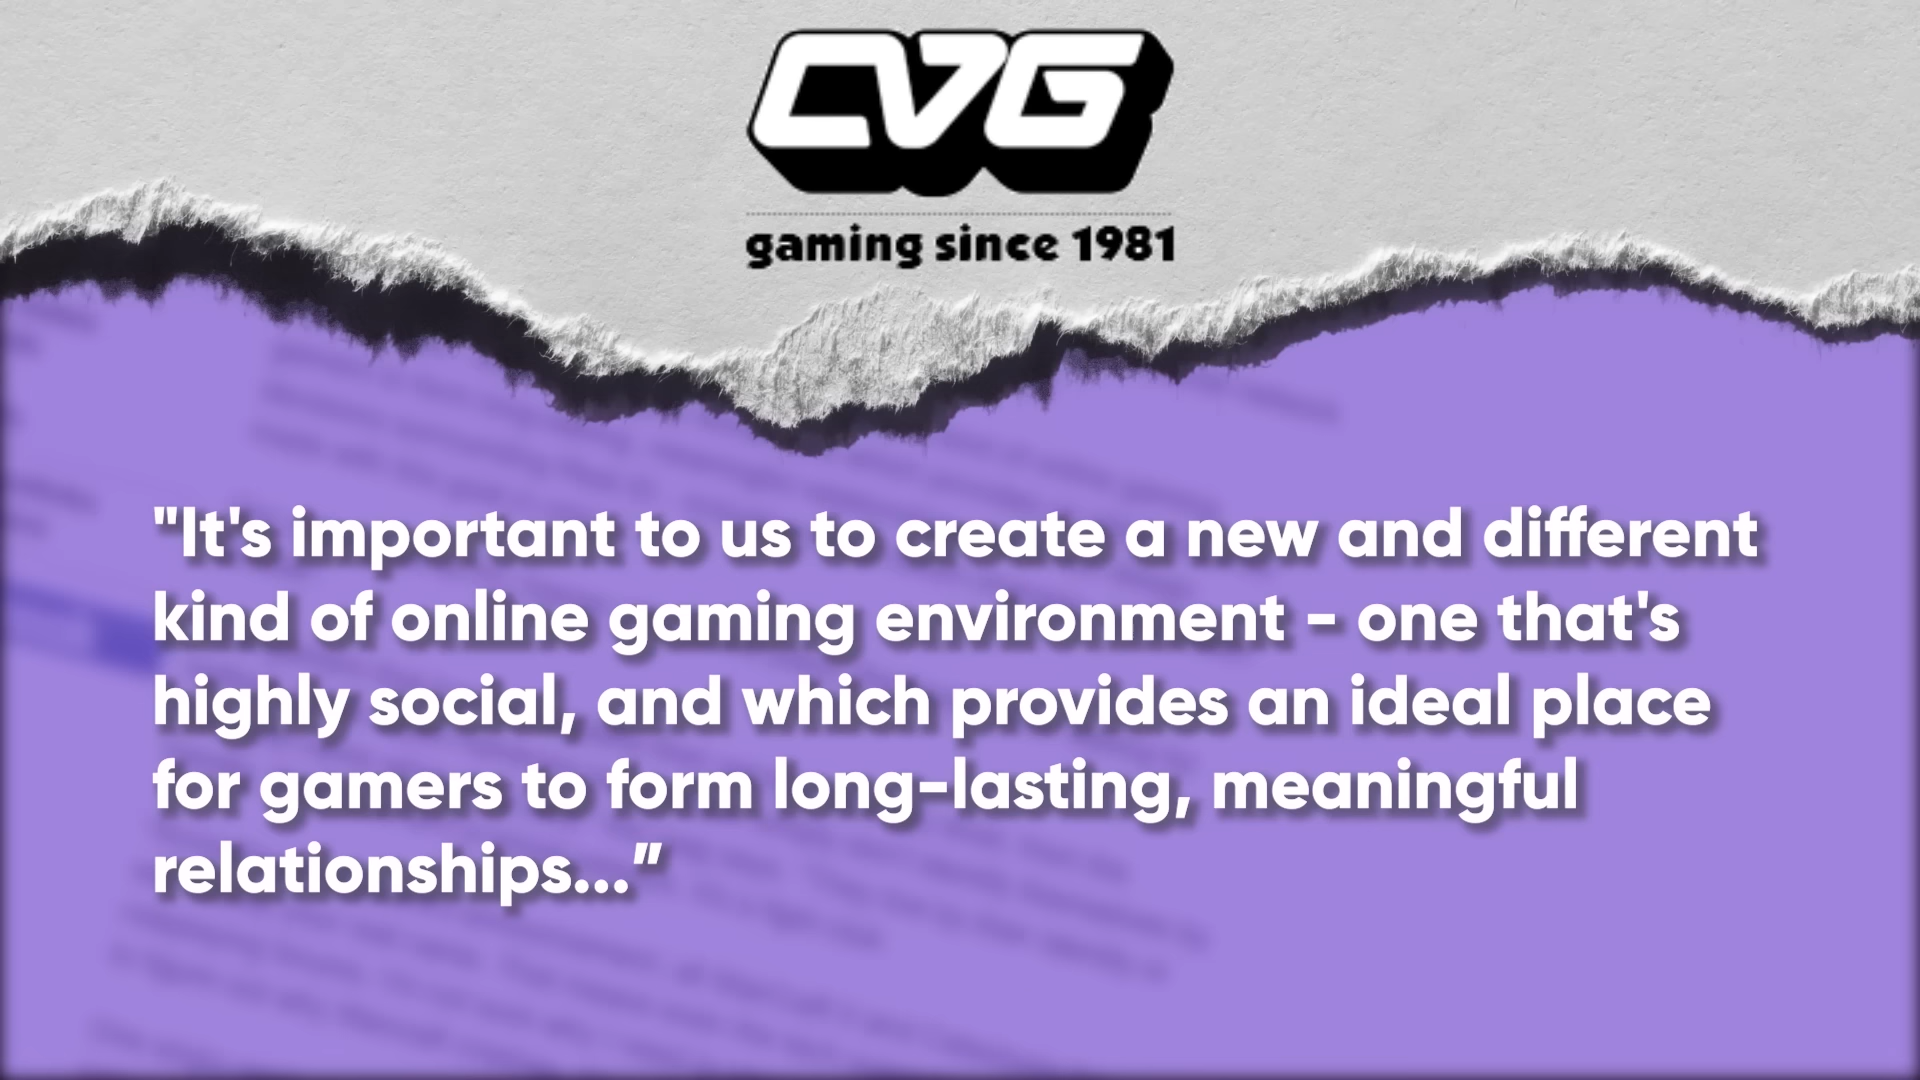 CVG
gaming since 1981
"It's important to us to create a new and different
kind of online gaming environment - one that's
highly social, and which provides an ideal place
for gamers to form long-lasting, meaningful
relationships...”